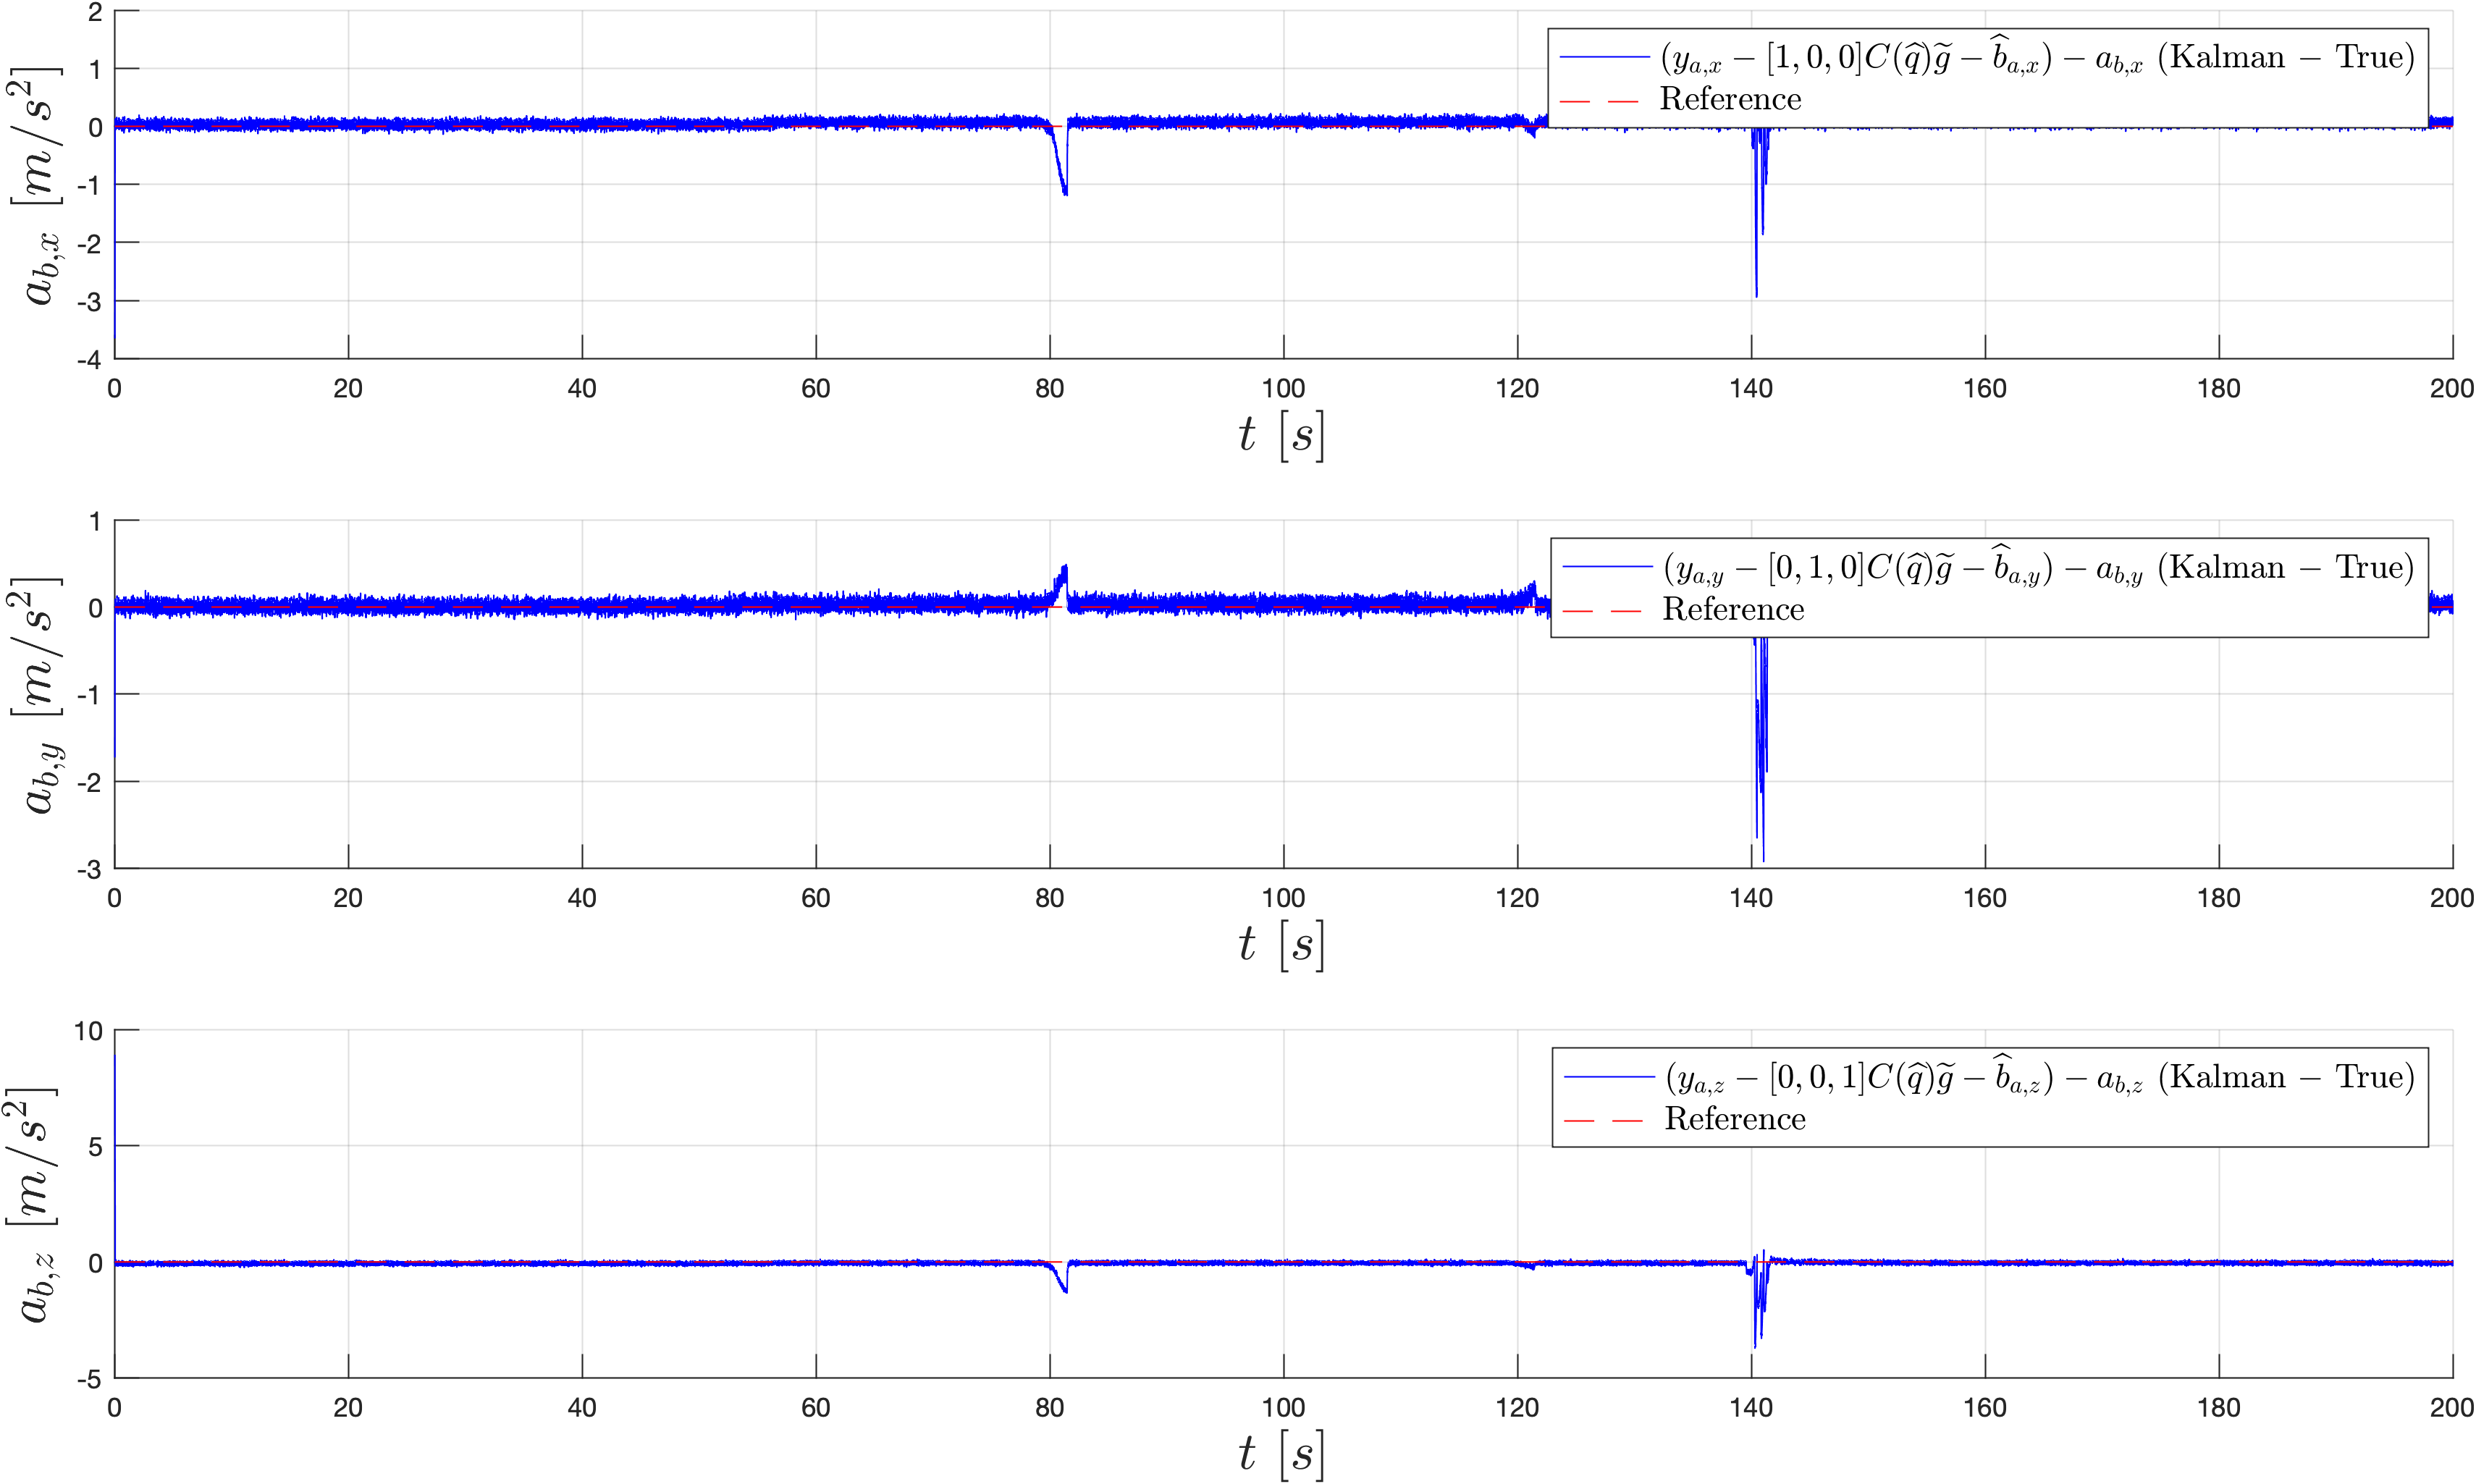 2
1
0
-1
-2
-3
-4
a_{b,x} [m/s^2]
(y_{a,x} − [1, 0, 0]C(q̂)g̃ − b̂_{a,x}) − a_{b,x} (Kalman − True)
Reference
0 20 40 60 80 100 120 140 160 180 200
t [s]
1
0
-1
-2
-3
a_{b,y} [m/s^2]
(y_{a,y} − [0, 1, 0]C(q̂)g̃ − b̂_{a,y}) − a_{b,y} (Kalman − True)
Reference
0 20 40 60 80 100 120 140 160 180 200
t [s]
10
5
0
-5
a_{b,z} [m/s^2]
(y_{a,z} − [0, 0, 1]C(q̂)g̃ − b̂_{a,z}) − a_{b,z} (Kalman − True)
Reference
0 20 40 60 80 100 120 140 160 180 200
t [s]